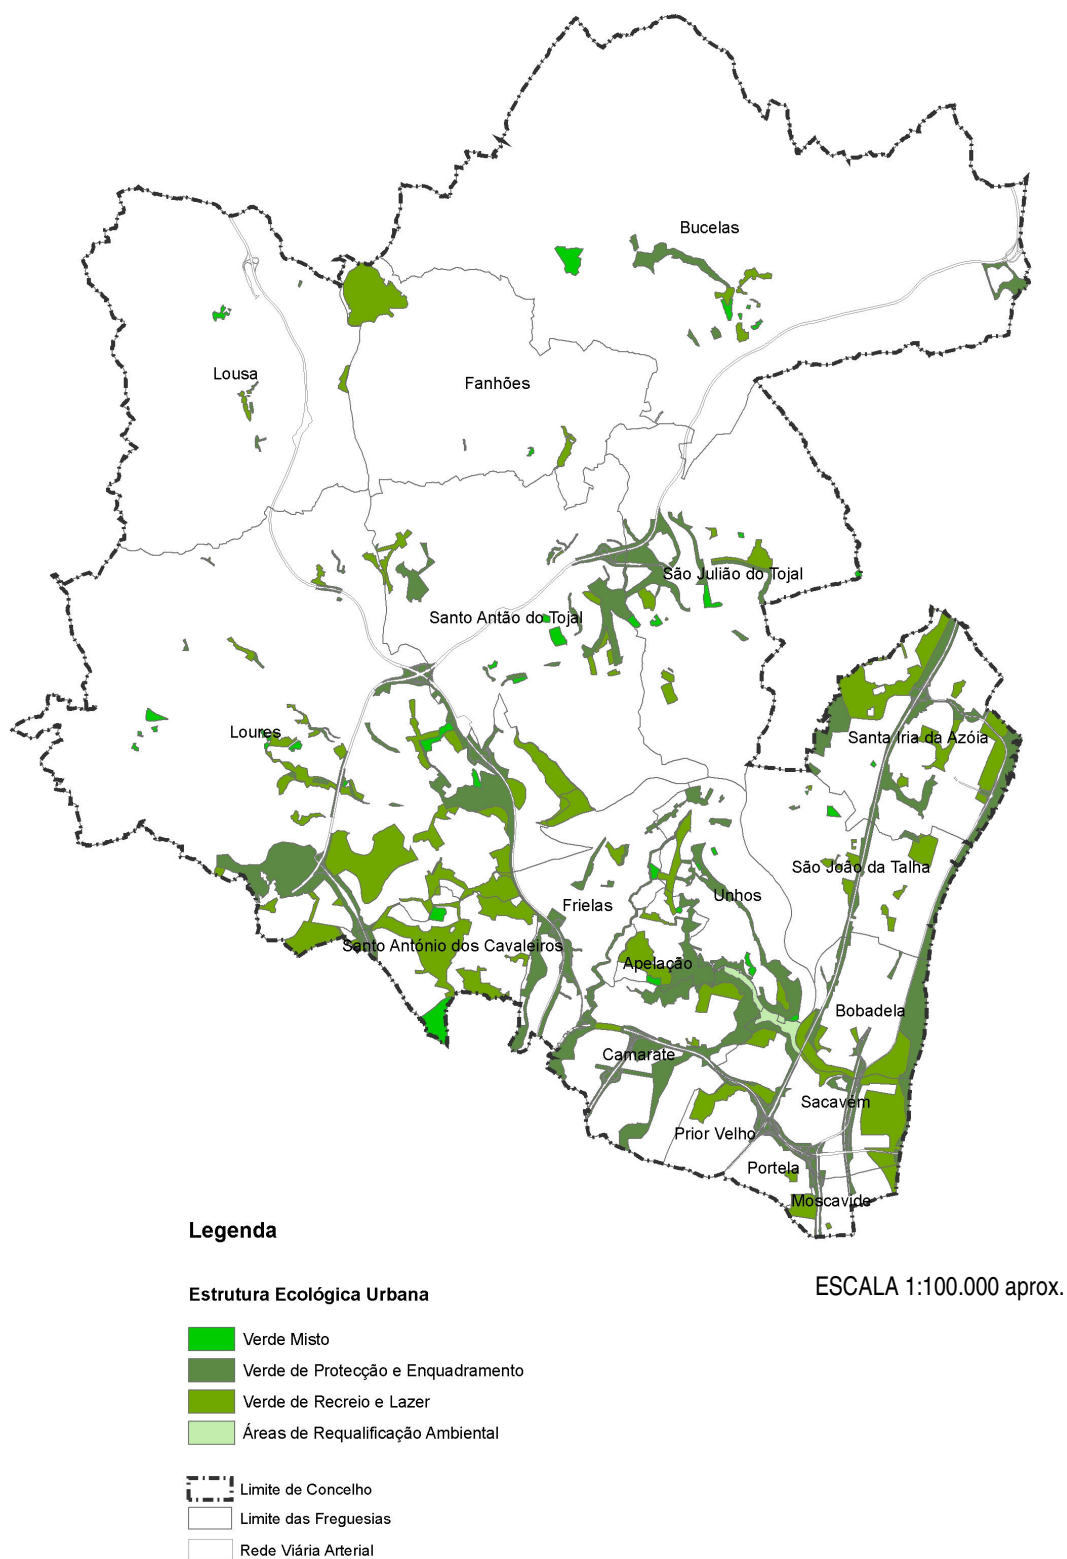 Bucelas
Lousa
Fanhões
São Julião do Tojal
Santo Antão do Tojal
Loures
Santa Iria da Azóia
São João da Talha
Unhos
Frielas
Santo António dos Cavaleiros
Apelação
Bobadela
Camarate
Sacavém
Prior Velho
Portela
Moscavide
Legenda
ESCALA 1:100.000 aprox.
Estrutura Ecológica Urbana
Verde Misto
Verde de Protecção e Enquadramento
Verde de Recreio e Lazer
Áreas de Requalificação Ambiental
Limite de Concelho
Limite das Freguesias
Rede Viária Arterial